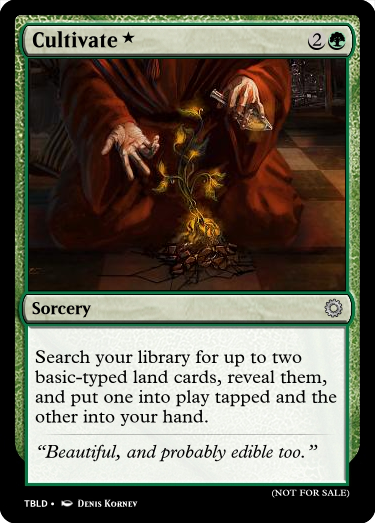 Cultivate★ 2
Sorcery
Search your library for up to two
basic-typed land cards, reveal them,
and put one into play tapped and the
other into your hand.
“Beautiful, and probably edible too.”
(NOT FOR SALE)
TBLD • Denis Kornev